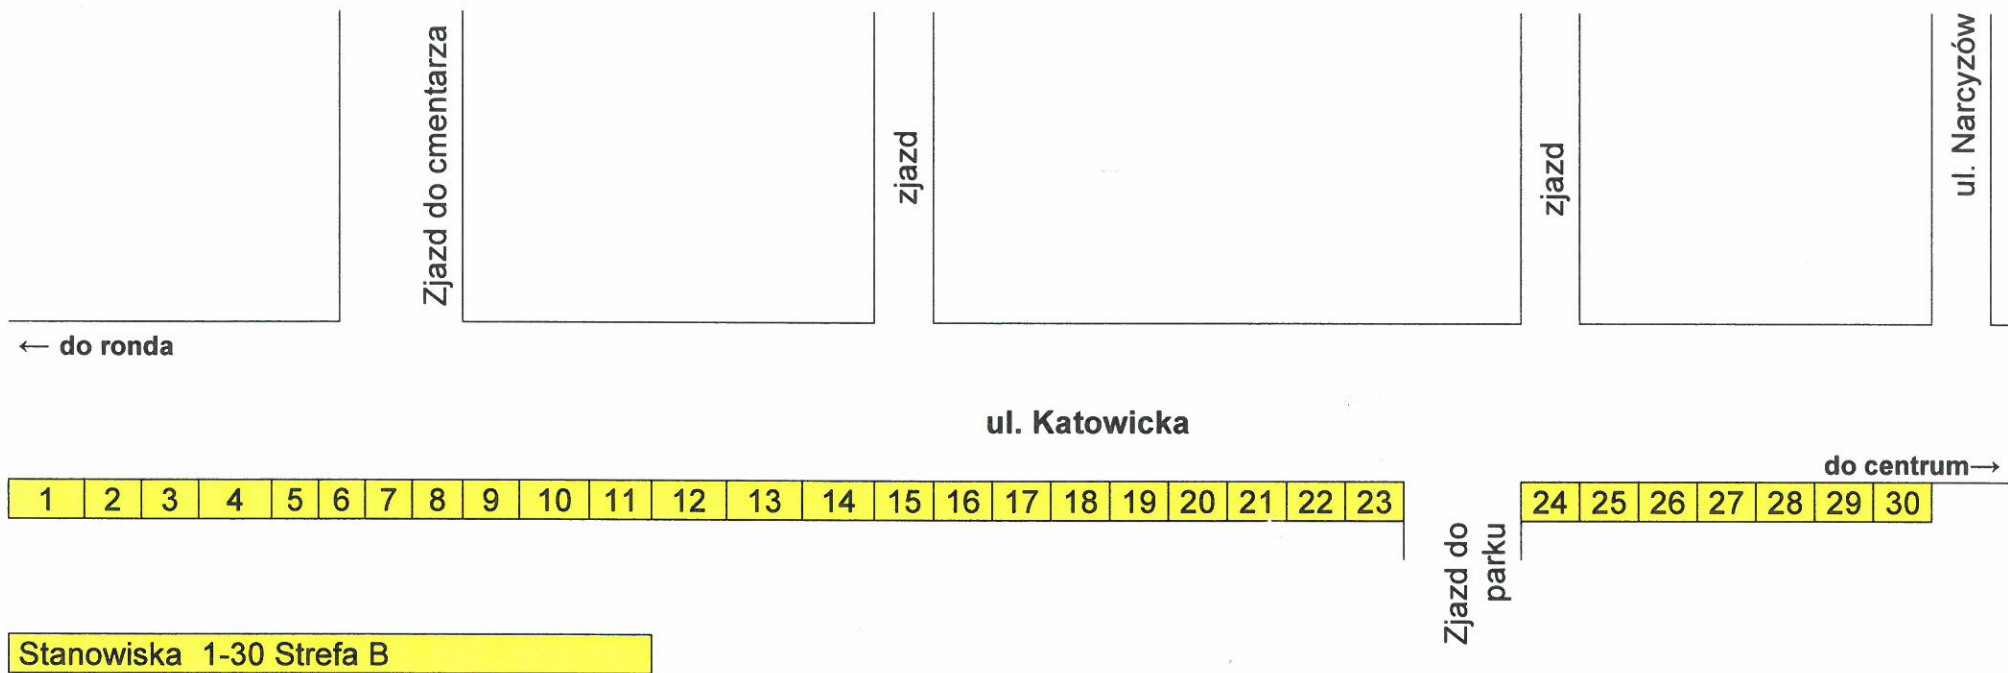 Zjazd do cmentarza
zjazd
zjazd
ul. Narcyzów
← do ronda
ul. Katowicka
do centrum→
1 2 3 4 5 6 7 8 9 10 11 12 13 14 15 16 17 18 19 20 21 22 23 24 25 26 27 28 29 30
Zjazd do
parku
Stanowiska 1-30 Strefa B